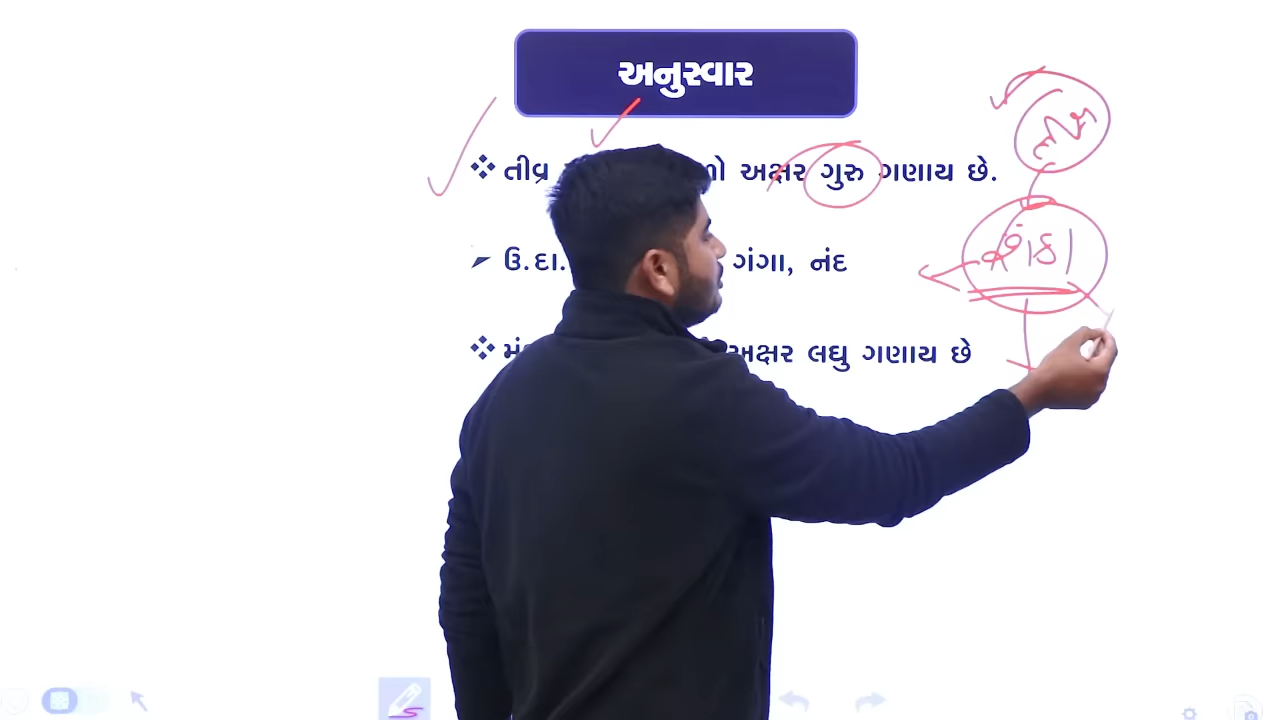 અનુસ્વાર
તીવ્ર અક્ષર ગુરુ ગણાય છે.
શંકા
ઉ.દા. ગંગા, નંદ
અક્ષર લઘુ ગણાય છે